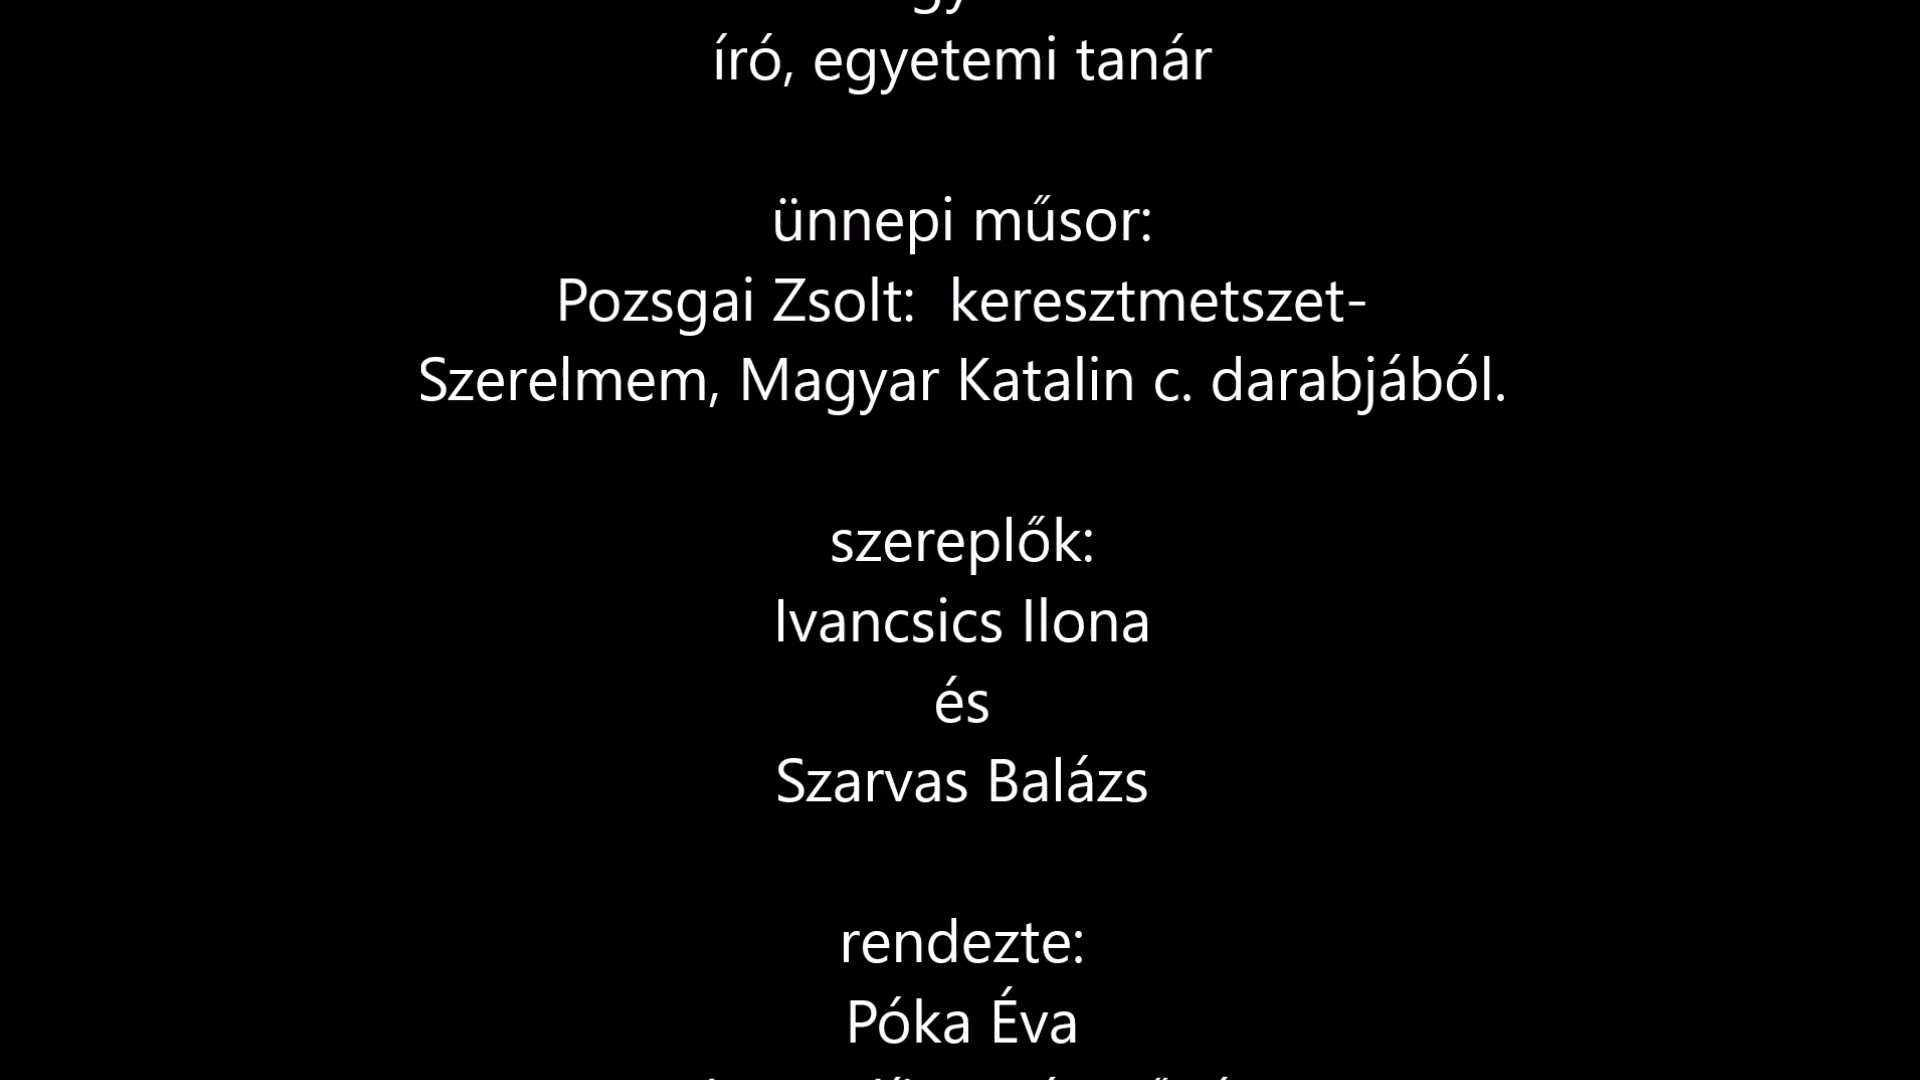 író, egyetemi tanár
ünnepi műsor:
Pozsgai Zsolt:  keresztmetszet-
Szerelmem, Magyar Katalin c. darabjából.
szereplők:
Ivancsics Ilona
és
Szarvas Balázs
rendezte:
Póka Éva